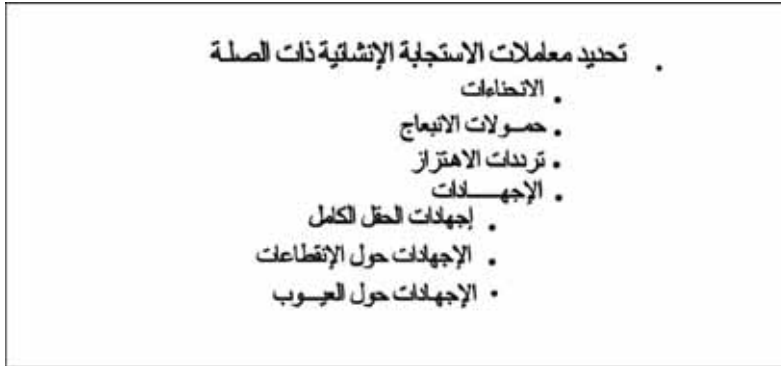 • تحديد معاملات الاستجابة الإنشائية ذات الصلة
• الانحناءات
• حمولات الانبعاج
• ترددات الاهتزاز
• الإجهادات
• إجهادات الحقل الكامل
• الإجهادات حول الإنقطاعات
• الإجهادات حول العيوب